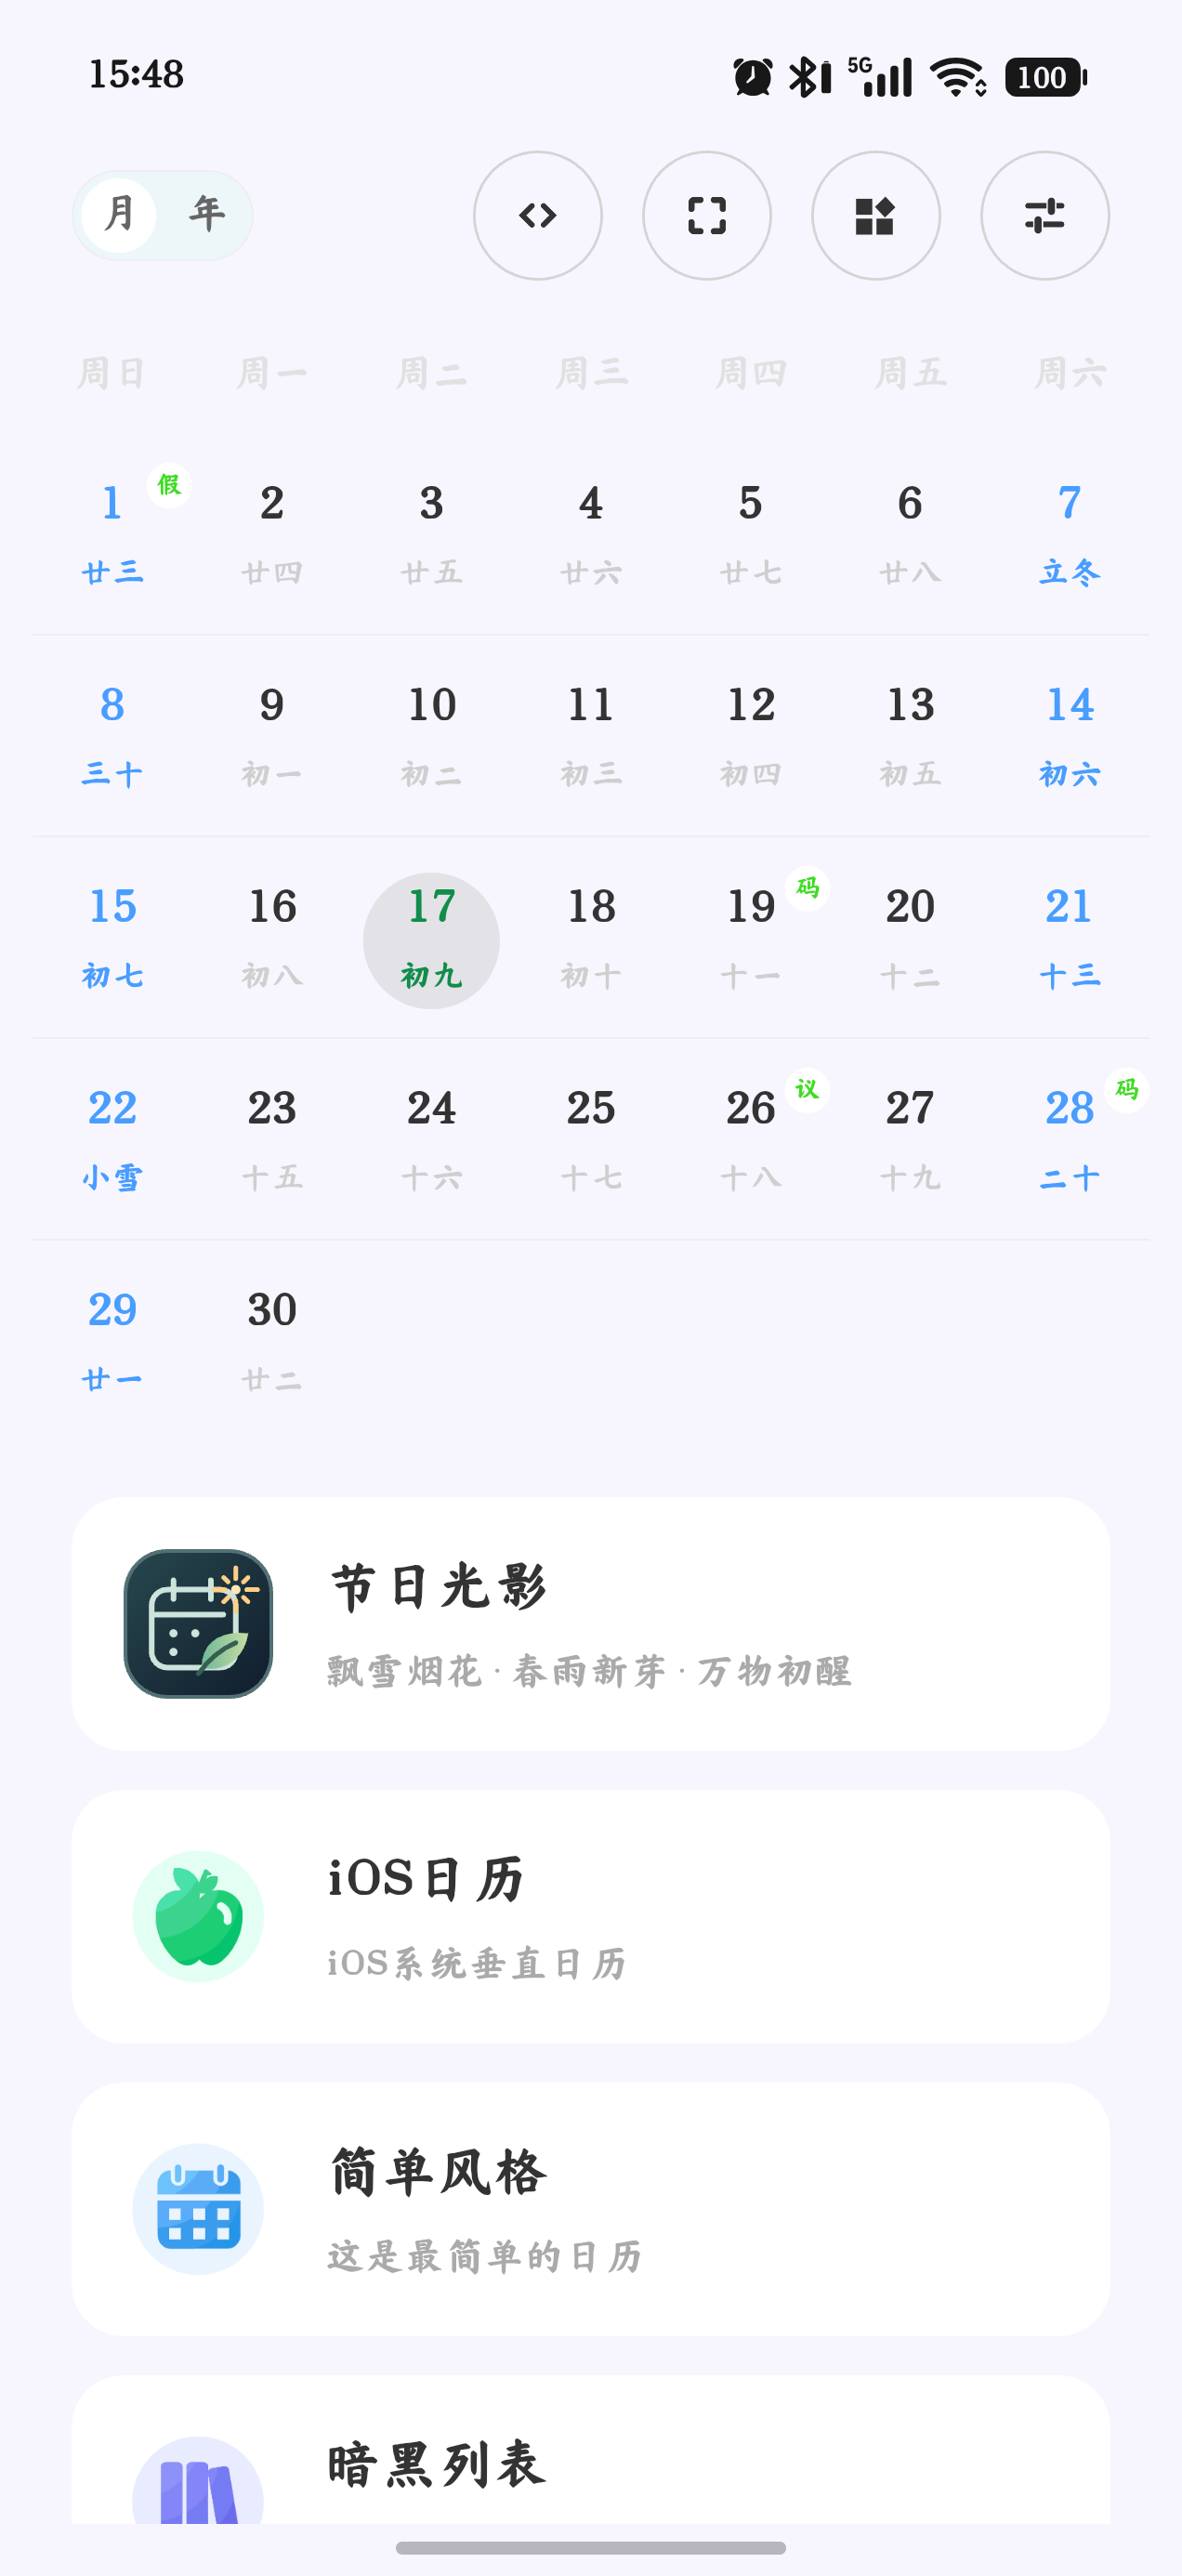 15:48 5G 100
月 年
周日 周一 周二 周三 周四 周五 周六
1 假 2 3 4 5 6 7
廿三 廿四 廿五 廿六 廿七 廿八 立冬
8 9 10 11 12 13 14
三十 初一 初二 初三 初四 初五 初六
15 16 17 18 19 码 20 21
初七 初八 初九 初十 十一 十二 十三
22 23 24 25 26 议 27 28 码
小雪 十五 十六 十七 十八 十九 二十
29 30
廿一 廿二
节日光影
飘雪烟花 · 春雨新芽 · 万物初醒
iOS日历
iOS系统垂直日历
简单风格
这是最简单的日历
暗黑列表